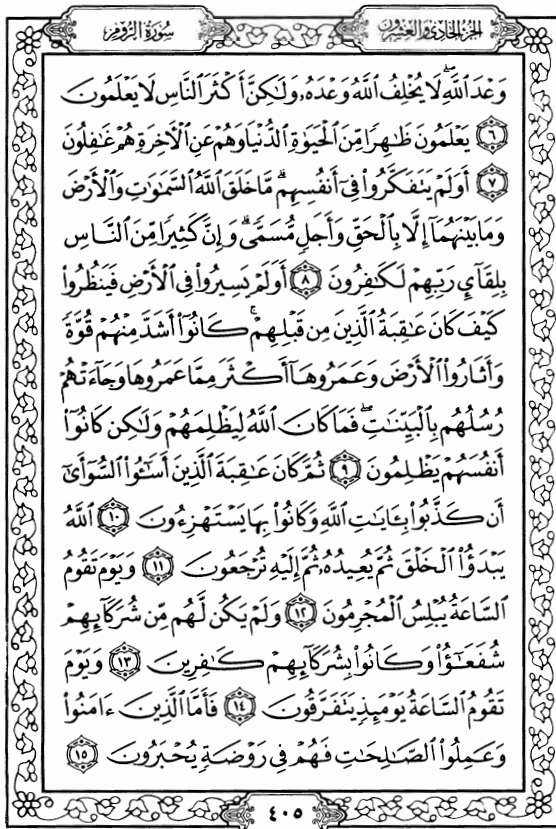 الجزء الحادي والعشرون
سورة الروم
وَعْدَ ٱللَّهِۖ لَا يُخْلِفُ ٱللَّهُ وَعْدَهُۥ وَلَٰكِنَّ أَكْثَرَ ٱلنَّاسِ لَا يَعْلَمُونَ
٦ يَعْلَمُونَ ظَٰهِرًا مِّنَ ٱلْحَيَوٰةِ ٱلدُّنْيَا وَهُمْ عَنِ ٱلْءَاخِرَةِ هُمْ غَٰفِلُونَ
٧ أَوَلَمْ يَتَفَكَّرُوا۟ فِىٓ أَنفُسِهِمۗ مَّا خَلَقَ ٱللَّهُ ٱلسَّمَٰوَٰتِ وَٱلْأَرْضَ
وَمَا بَيْنَهُمَآ إِلَّا بِٱلْحَقِّ وَأَجَلٍ مُّسَمًّىۗ وَإِنَّ كَثِيرًا مِّنَ ٱلنَّاسِ
بِلِقَآئِ رَبِّهِمْ لَكَٰفِرُونَ ٨ أَوَلَمْ يَسِيرُوا۟ فِى ٱلْأَرْضِ فَيَنظُرُوا۟
كَيْفَ كَانَ عَٰقِبَةُ ٱلَّذِينَ مِن قَبْلِهِمْۚ كَانُوٓا۟ أَشَدَّ مِنْهُمْ قُوَّةً
وَأَثَارُوا۟ ٱلْأَرْضَ وَعَمَرُوهَآ أَكْثَرَ مِمَّا عَمَرُوهَا وَجَآءَتْهُمْ
رُسُلُهُم بِٱلْبَيِّنَٰتِۖ فَمَا كَانَ ٱللَّهُ لِيَظْلِمَهُمْ وَلَٰكِن كَانُوٓا۟
أَنفُسَهُمْ يَظْلِمُونَ ٩ ثُمَّ كَانَ عَٰقِبَةَ ٱلَّذِينَ أَسَٰٓـُٔوا۟ ٱلسُّوٓأَىٰٓ
أَن كَذَّبُوا۟ بِـَٔايَٰتِ ٱللَّهِ وَكَانُوا۟ بِهَا يَسْتَهْزِءُونَ ١٠ ٱللَّهُ
يَبْدَؤُا۟ ٱلْخَلْقَ ثُمَّ يُعِيدُهُۥ ثُمَّ إِلَيْهِ تُرْجَعُونَ ١١ وَيَوْمَ تَقُومُ
ٱلسَّاعَةُ يُبْلِسُ ٱلْمُجْرِمُونَ ١٢ وَلَمْ يَكُن لَّهُم مِّن شُرَكَآئِهِمْ
شُفَعَٰٓؤُا۟ وَكَانُوا۟ بِشُرَكَآئِهِمْ كَٰفِرِينَ ١٣ وَيَوْمَ
تَقُومُ ٱلسَّاعَةُ يَوْمَئِذٍ يَتَفَرَّقُونَ ١٤ فَأَمَّا ٱلَّذِينَ ءَامَنُوا۟
وَعَمِلُوا۟ ٱلصَّٰلِحَٰتِ فَهُمْ فِى رَوْضَةٍ يُحْبَرُونَ ١٥
٤٠٥